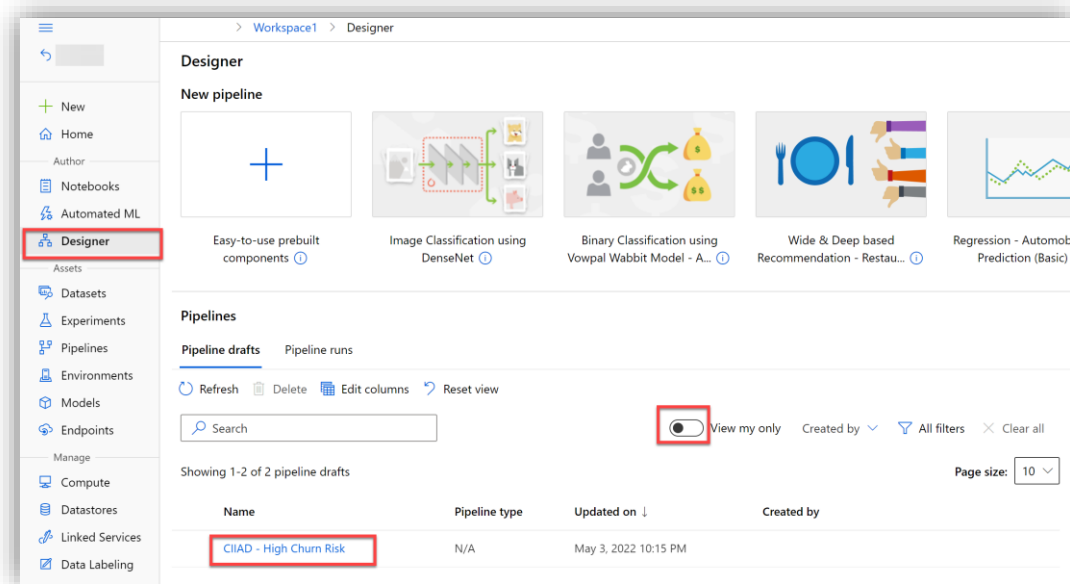 > Workspace1 > Designer
Designer
New pipeline
New
Home
Author
Notebooks
Automated ML
Designer
Assets
Datasets
Experiments
Pipelines
Environments
Models
Endpoints
Manage
Compute
Datastores
Linked Services
Data Labeling
$
$$
Easy-to-use prebuilt
components
Image Classification using
DenseNet
Binary Classification using
Vowpal Wabbit Model - A...
Wide & Deep based
Recommendation - Restau...
Regression - Automob
Prediction (Basic)
Pipelines
Pipeline drafts Pipeline runs
Refresh Delete Edit columns Reset view
Search View my only Created by All filters Clear all
Showing 1-2 of 2 pipeline drafts Page size: 10
Name Pipeline type Updated on ↓ Created by
CIIAD - High Churn Risk N/A May 3, 2022 10:15 PM